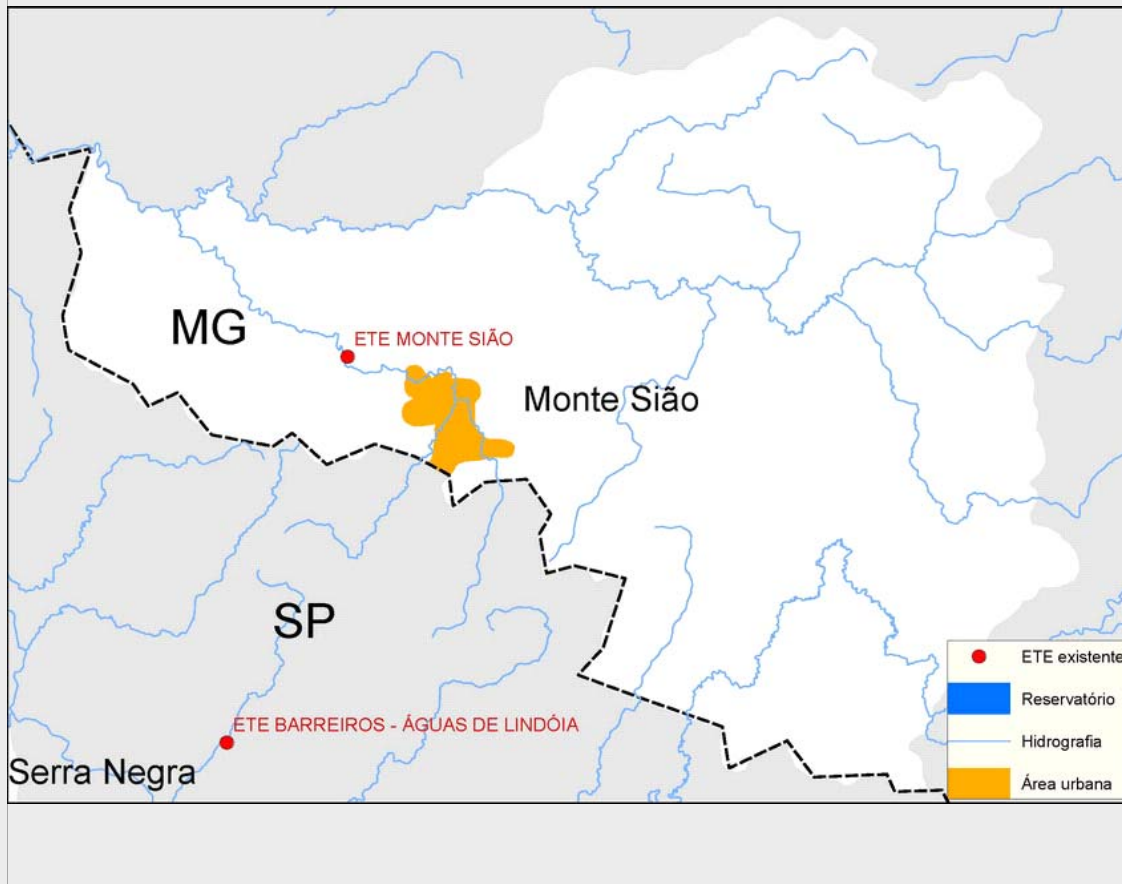 MG
ETE MONTE SIÃO
Monte Sião
SP
ETE BARREIROS - ÁGUAS DE LINDÓIA
Serra Negra
ETE existente
Reservatório
Hidrografia
Área urbana